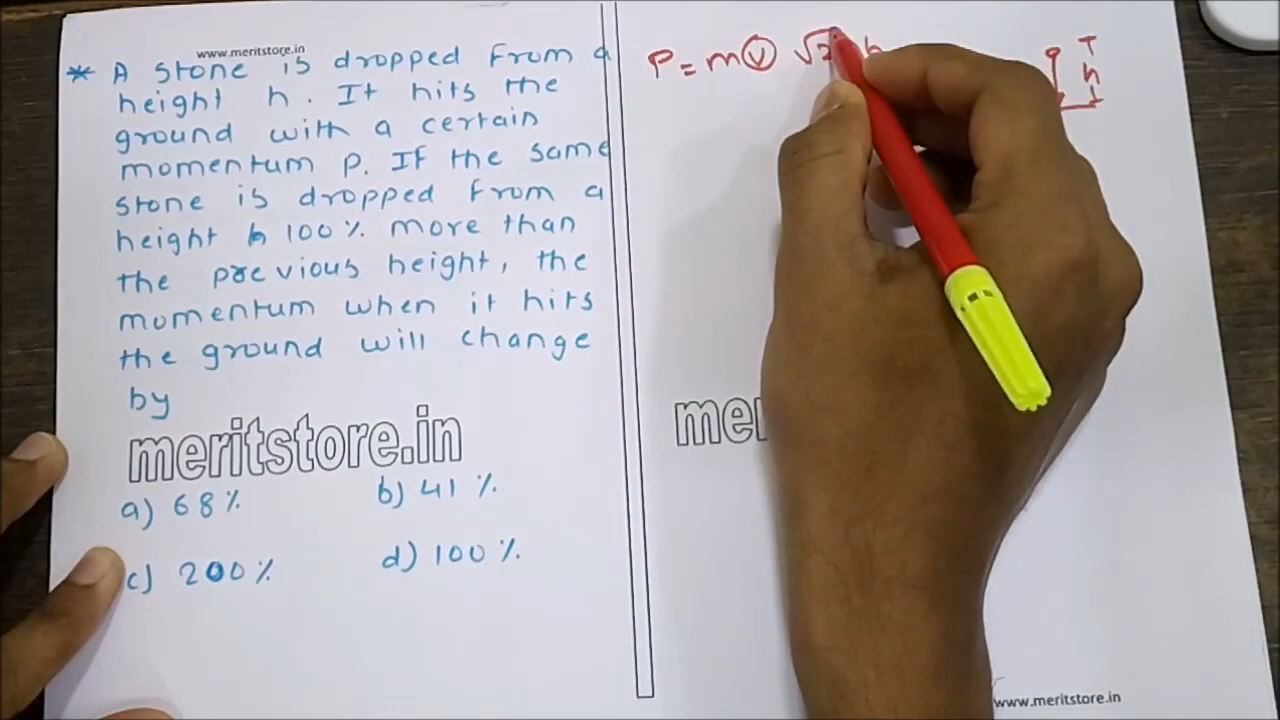 www.meritstore.in
* A stone is dropped from a
height h. It hits the
ground with a certain
momentum p. If the same
stone is dropped from a
height h 100% more than
the previous height, the
momentum when it hits
the ground will change
by
meritstore.in
a) 68% b) 41%
c) 200% d) 100%
P = m v √2 h
h
www.meritstore.in